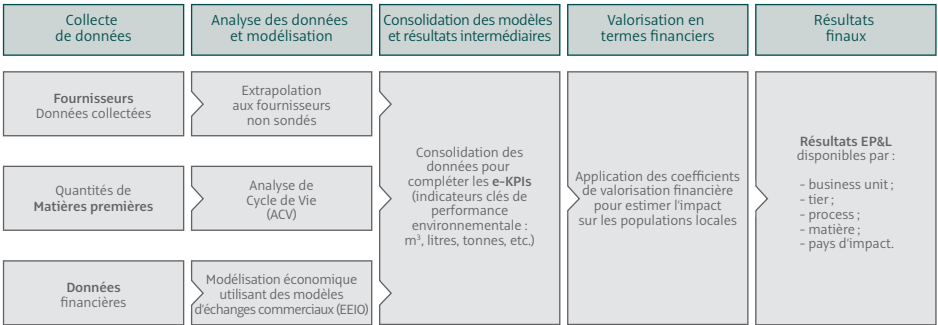 Collecte
de données
Analyse des données
et modélisation
Consolidation des modèles
et résultats intermédiaires
Valorisation en
termes financiers
Résultats
finaux
Fournisseurs
Données collectées
Extrapolation
aux fournisseurs
non sondés
Quantités de
Matières premières
Analyse de
Cycle de Vie
(ACV)
Données
financières
Modélisation économique
utilisant des modèles
d'échanges commerciaux (EEIO)
Consolidation des
données pour
compléter les e-KPIs
(indicateurs clés de
performance
environnementale :
m³, litres, tonnes, etc.)
Application des coefficients
de valorisation financière
pour estimer l'impact
sur les populations locales
Résultats EP&L
disponibles par :
- business unit ;
- tier ;
- process ;
- matière ;
- pays d'impact.